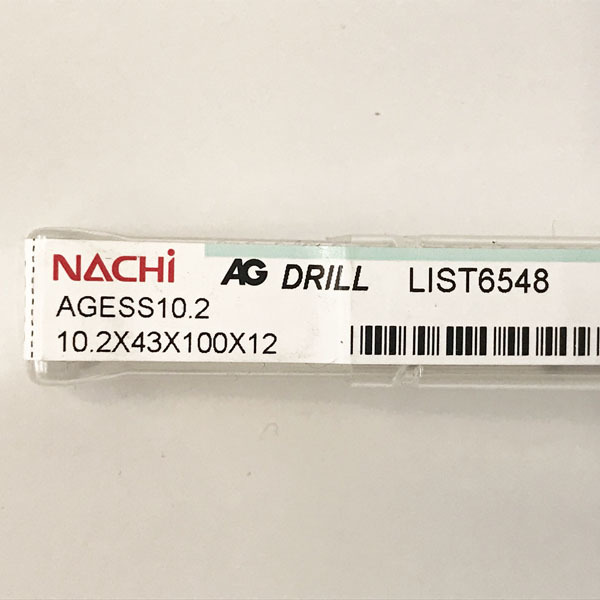 NACHi AG DRILL LIST6548
AGESS10.2
10.2X43X100X12